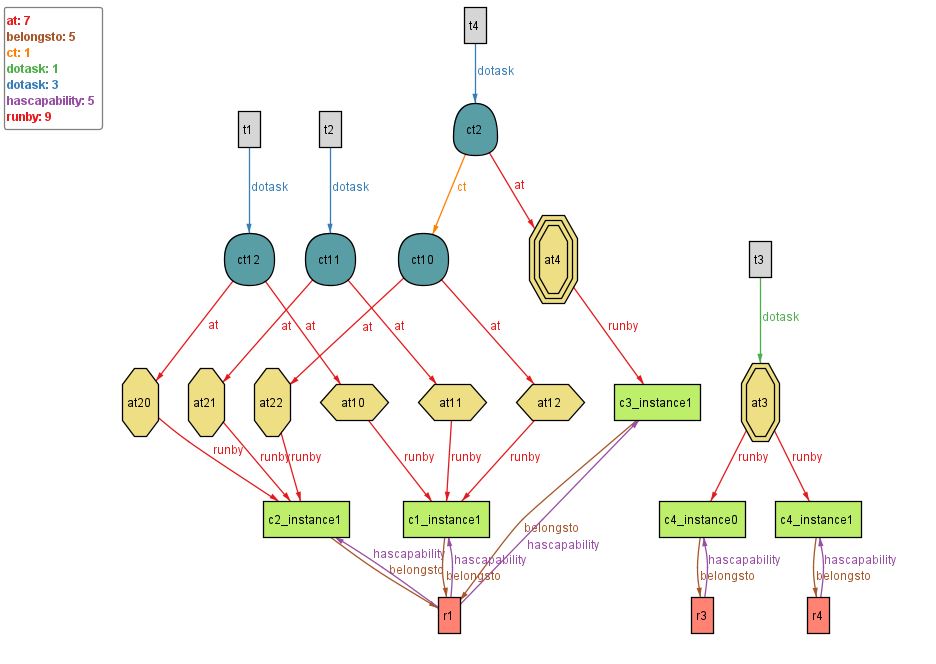 at: 7
belongsto: 5
ct: 1
dotask: 1
dotask: 3
hascapability: 5
runby: 9
t4
dotask
t1
t2
ct2
dotask
dotask
ct
at
ct12
ct11
ct10
at4
t3
dotask
at
at
at
at
at
at
runby
at20
at21
at22
at10
at11
at12
c3_instance1
at3
runby
runby
runby
runby
runby
runby
runby
runby
c2_instance1
c1_instance1
c4_instance0
c4_instance1
belongsto
hascapability
hascapability
belongsto
hascapability
belongsto
hascapability
belongsto
hascapability
belongsto
r1
r3
r4